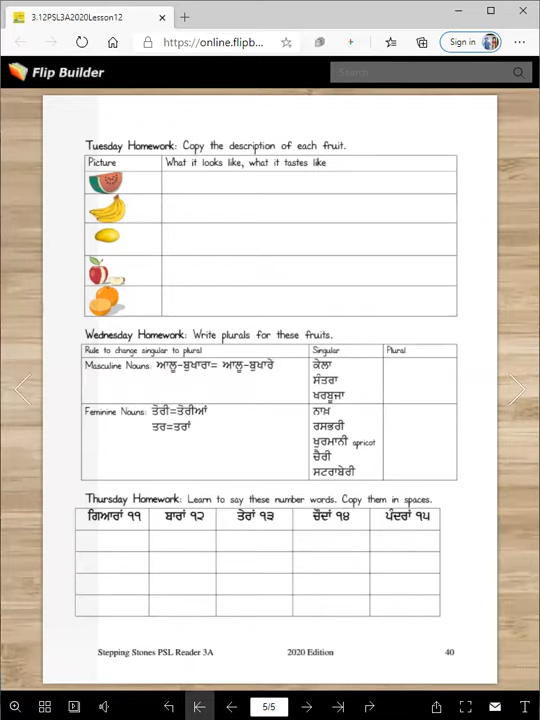 3.12PSL3A2020Lesson12
https://online.flipb...
Sign in
Flip Builder
Search
Tuesday Homework: Copy the description of each fruit.
Picture What it looks like, what it tastes like
Wednesday Homework: Write plurals for these fruits.
Rule to change singular to plural Singular Plural
Masculine Nouns: ਆਲੂ-ਬੁਖਾਰਾ= ਆਲੂ-ਬੁਖਾਰੇ ਕੇਲਾ
ਸੰਤਰਾ
ਖਰਬੂਜਾ
Feminine Nouns: ਤੋਰੀ=ਤੋਰੀਆਂ ਨਾਖ਼
ਤਰ=ਤਰਾਂ ਰਸਭਰੀ
ਖ਼ੁਰਮਾਨੀ apricot
ਚੈਰੀ
ਸਟਰਾਬੇਰੀ
Thursday Homework: Learn to say these number words. Copy them in spaces.
ਗਿਆਰਾਂ ੧੧ ਬਾਰਾਂ ੧੨ ਤੇਰਾਂ ੧੩ ਚੌਦਾਂ ੧੪ ਪੰਦਰਾਂ ੧੫
Stepping Stones PSL Reader 3A 2020 Edition 40
5/5